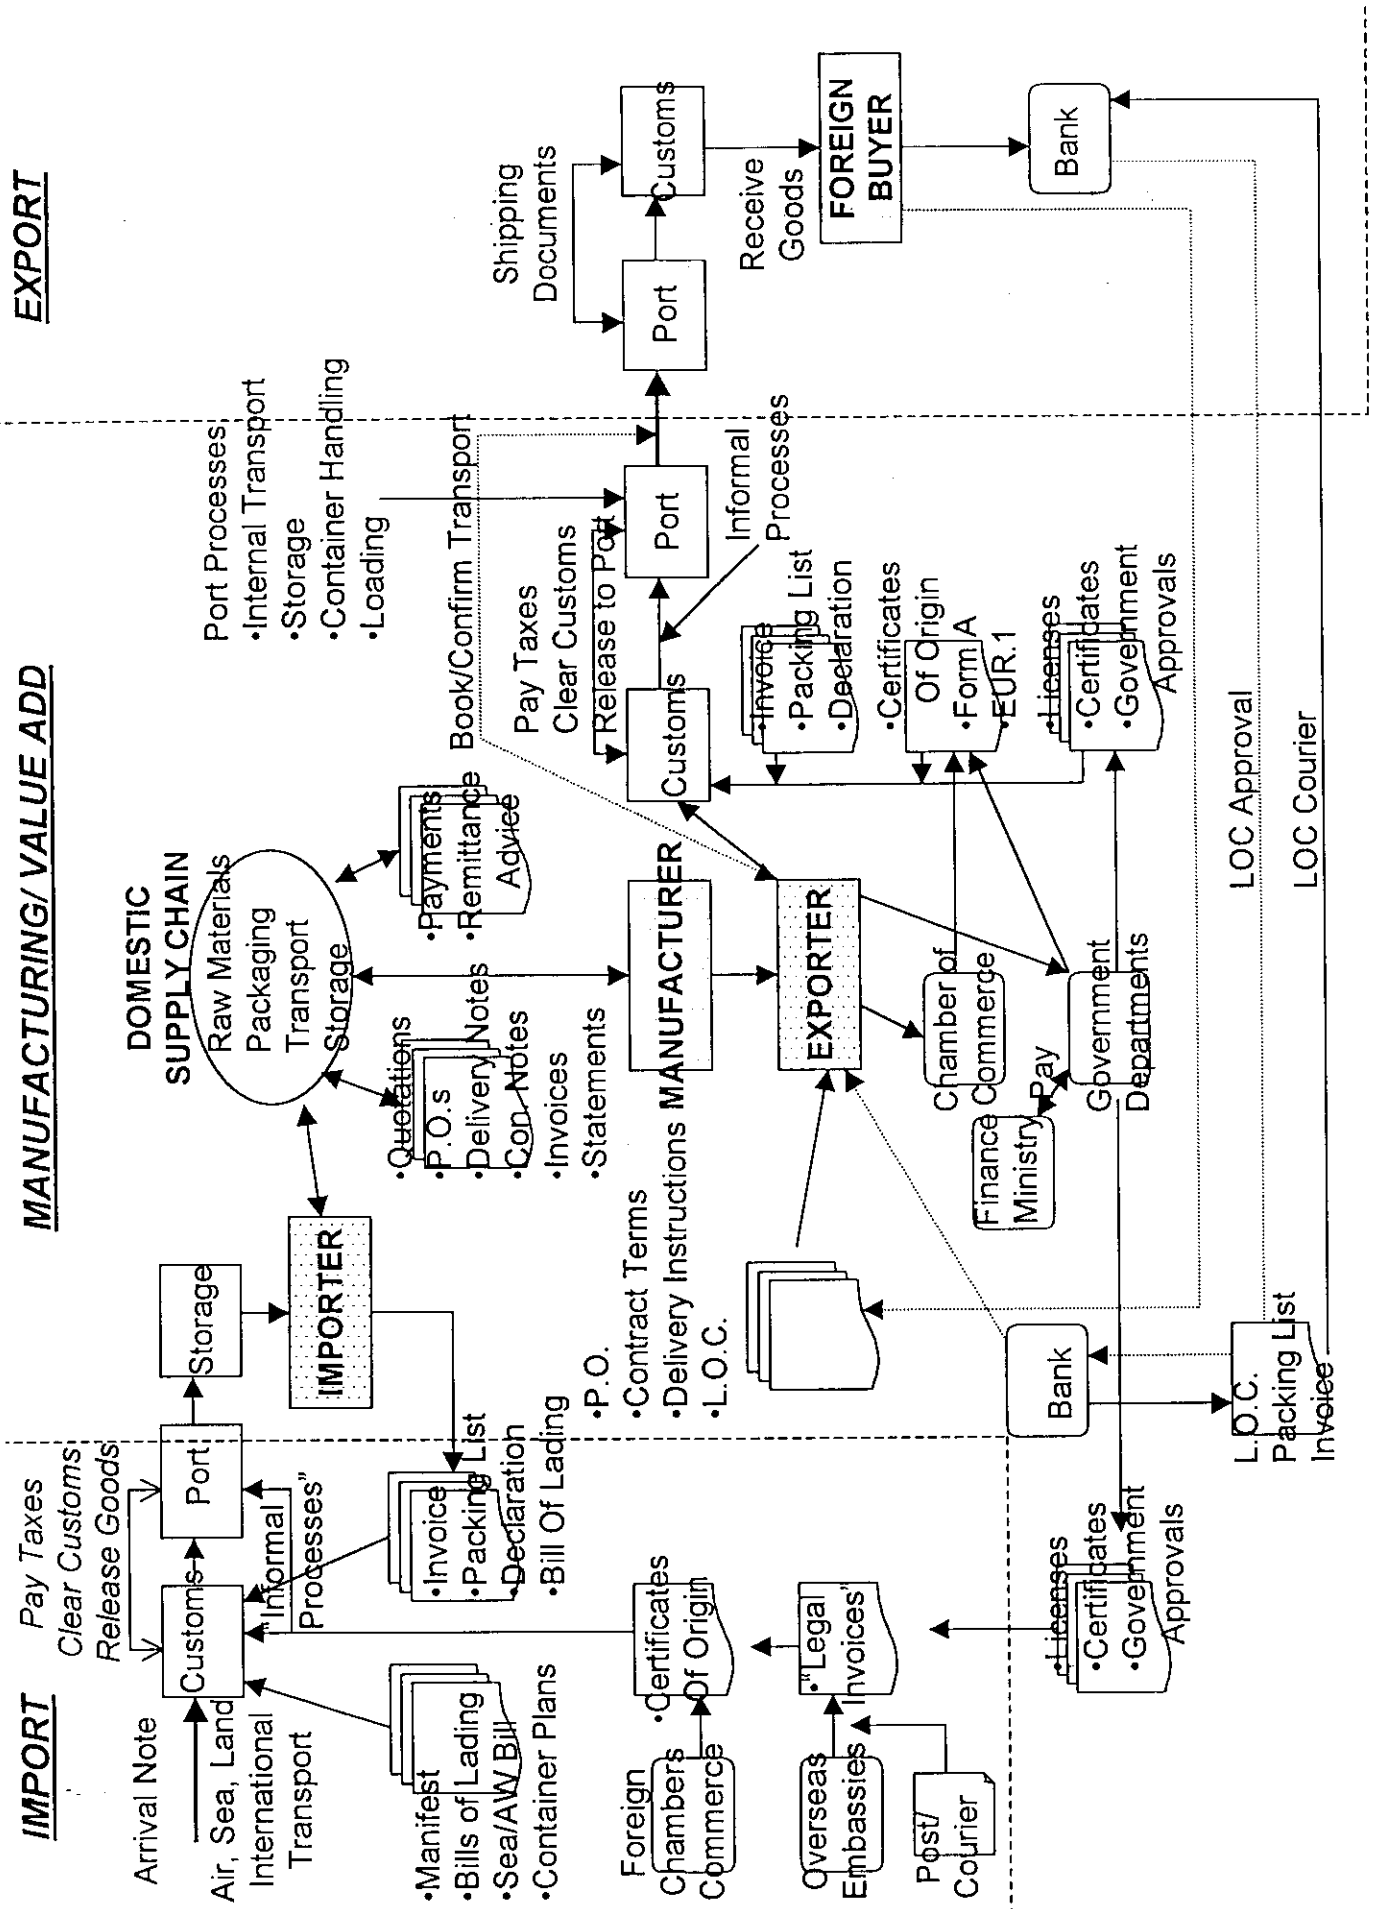 IMPORT
MANUFACTURING/ VALUE ADD
EXPORT
Arrival Note
Air, Sea, Land
International
Transport
Pay Taxes
Clear Customs
Release Goods
Customs
Port
Storage
"Informal
Processes"
IMPORTER
•Manifest
•Bills of Lading
•Sea/AW Bill
•Container Plans
•Invoice
•Packing List
•Declaration
•Bill Of Lading
Foreign
Chambers
Commerce
•Certificates
Of Origin
Overseas
Embassies
•"Legal
Invoices"
Post/
Courier
•Licenses
•Certificates
•Government
Approvals
DOMESTIC
SUPPLY CHAIN
Raw Materials
Packaging
Transport
Storage
•Quotations
•P.O.s
•Delivery Notes
•Con. Notes
•Invoices
•Statements
•Payments
•Remittance
Advice
MANUFACTURER
•P.O.
•Contract Terms
•Delivery Instructions
•L.O.C.
EXPORTER
Chamber of
Commerce
Finance
Ministry
Pay
Government
Departments
Bank
L.O.C.
Packing List
Invoice
Port Processes
•Internal Transport
•Storage
•Container Handling
•Loading
Book/Confirm Transport
Pay Taxes
Clear Customs
Release to Port
Customs
Port
Informal
Processes
•Invoice
•Packing List
•Declaration
•Certificates
Of Origin
•Form A
•EUR.1
•Licenses
•Certificates
•Government
Approvals
LOC Approval
LOC Courier
Shipping
Documents
Port
Customs
Receive
Goods
FOREIGN
BUYER
Bank